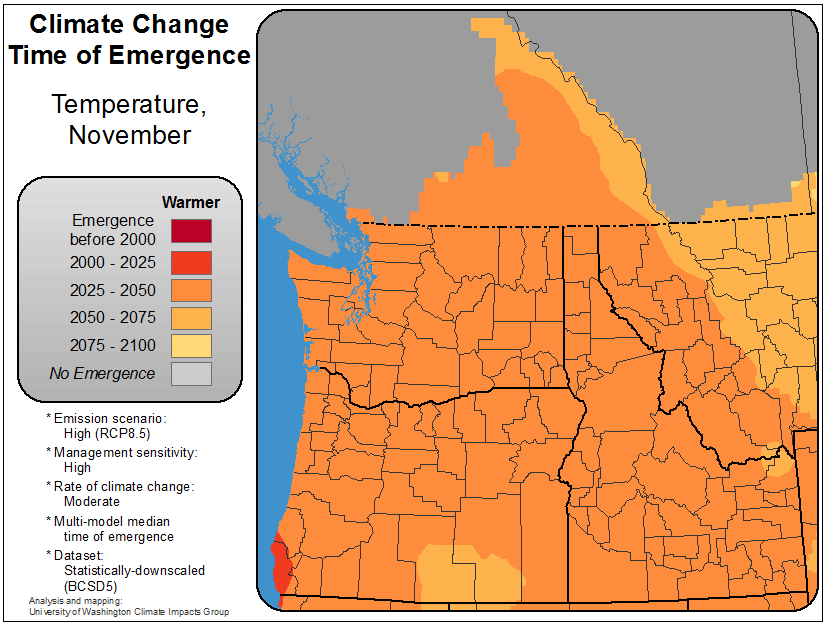 Climate Change
Time of Emergence
Temperature,
November
Warmer
Emergence
before 2000
2000 - 2025
2025 - 2050
2050 - 2075
2075 - 2100
No Emergence
* Emission scenario:
High (RCP8.5)
* Management sensitivity:
High
* Rate of climate change:
Moderate
* Multi-model median
time of emergence
* Dataset:
Statistically-downscaled
(BCSD5)
Analysis and mapping:
University of Washington Climate Impacts Group